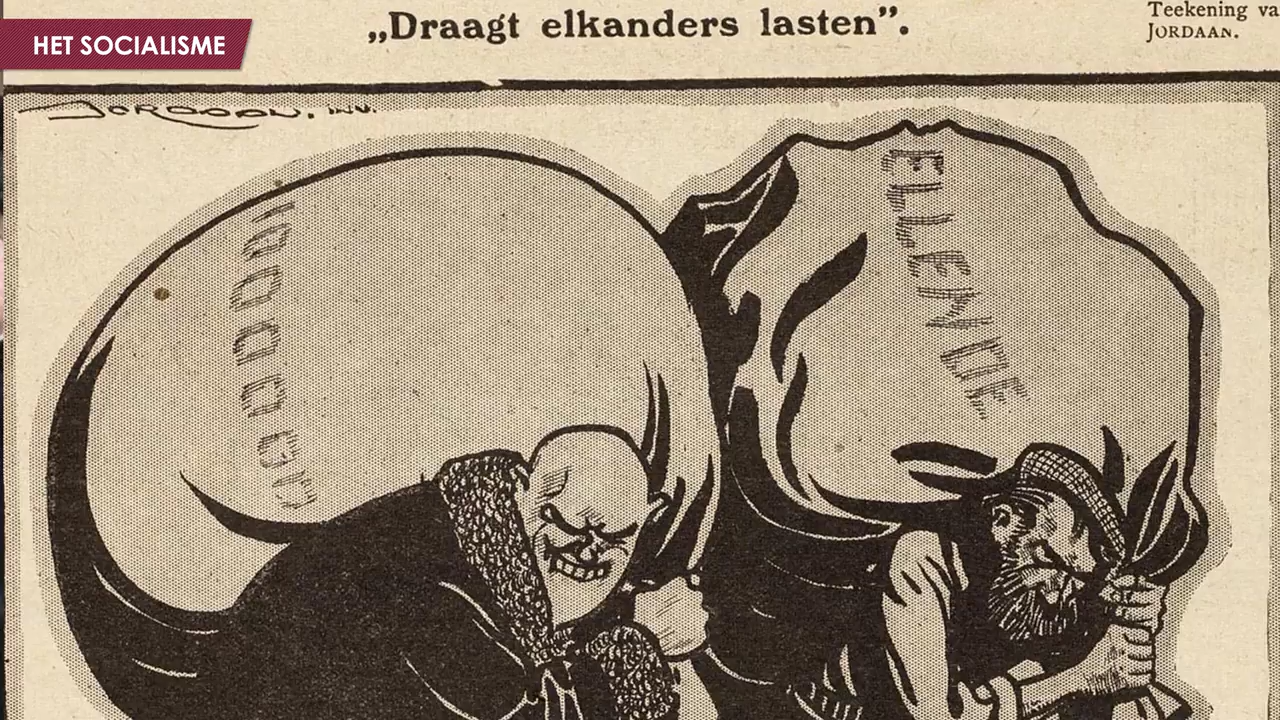 HET SOCIALISME
„Draagt elkanders lasten”.
Teekening va
JORDAAN.
JORDAAN, INV.
ELLENDE